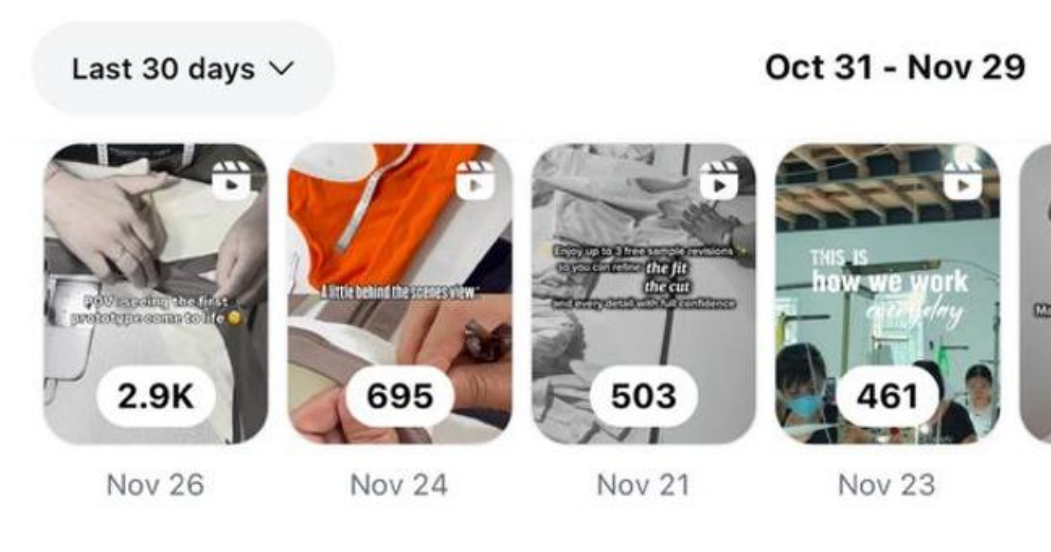 Last 30 days
Oct 31 - Nov 29
POV : seeing the first
prototype come to life
A little behind the scenes view
Enjoy up to 3 free sample revisions
so you can refine the fit
the cut
and every detail with full confidence
THIS IS
how we work
everyday
2.9K
695
503
461
Nov 26
Nov 24
Nov 21
Nov 23